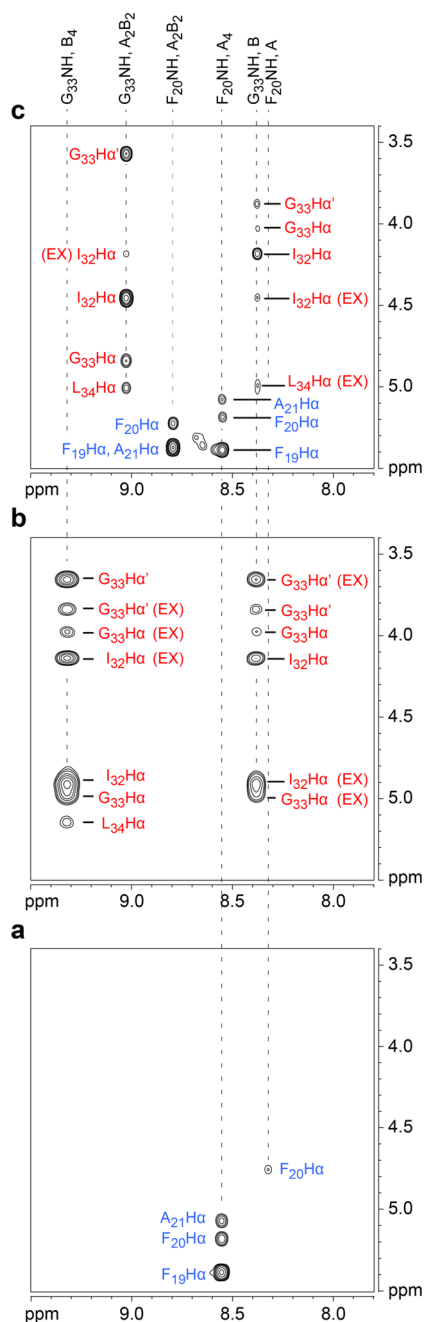 G₃₃NH, B₄
G₃₃NH, A₂B₂
F₂₀NH, A₂B₂
F₂₀NH, A₄
G₃₃NH, B
F₂₀NH, A
c
3.5
G₃₃Hα'
G₃₃Hα'
4.0
G₃₃Hα
(EX) I₃₂Hα
I₃₂Hα
I₃₂Hα
I₃₂Hα (EX)
4.5
G₃₃Hα
L₃₄Hα
L₃₄Hα (EX)
5.0
A₂₁Hα
F₂₀Hα
F₂₀Hα
F₁₉Hα, A₂₁Hα
F₁₉Hα
ppm
ppm 9.0 8.5 8.0
b
3.5
G₃₃Hα'
G₃₃Hα' (EX)
G₃₃Hα' (EX)
G₃₃Hα'
4.0
G₃₃Hα (EX)
G₃₃Hα
I₃₂Hα (EX)
I₃₂Hα
4.5
I₃₂Hα
I₃₂Hα (EX)
G₃₃Hα
G₃₃Hα (EX)
5.0
L₃₄Hα
ppm
ppm 9.0 8.5 8.0
a
3.5
4.0
4.5
F₂₀Hα
A₂₁Hα
5.0
F₂₀Hα
F₁₉Hα
ppm
ppm 9.0 8.5 8.0